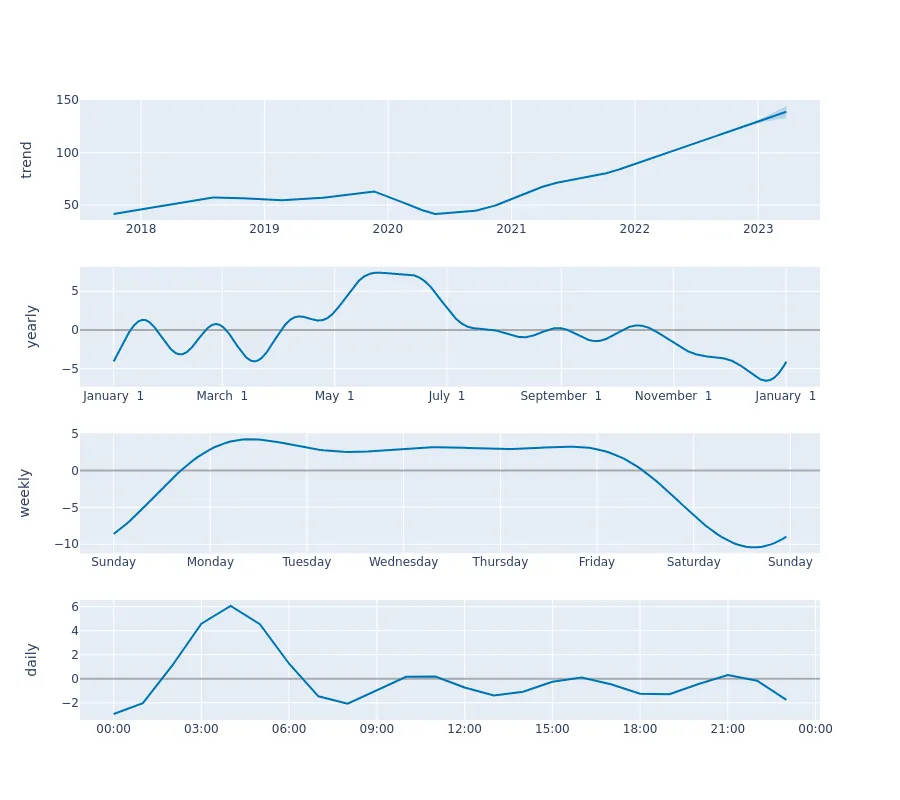 trend
150
100
50
2018 2019 2020 2021 2022 2023
yearly
5
0
−5
January 1 March 1 May 1 July 1 September 1 November 1 January 1
weekly
5
0
−5
−10
Sunday Monday Tuesday Wednesday Thursday Friday Saturday Sunday
daily
6
4
2
0
−2
00:00 03:00 06:00 09:00 12:00 15:00 18:00 21:00 00:00